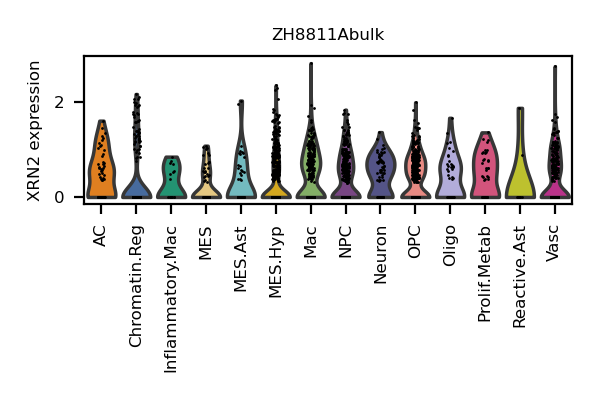 ZH8811Abulk
XRN2 expression
2
0
AC
Chromatin.Reg
Inflammatory.Mac
MES
MES.Ast
MES.Hyp
Mac
NPC
Neuron
OPC
Oligo
Prolif.Metab
Reactive.Ast
Vasc